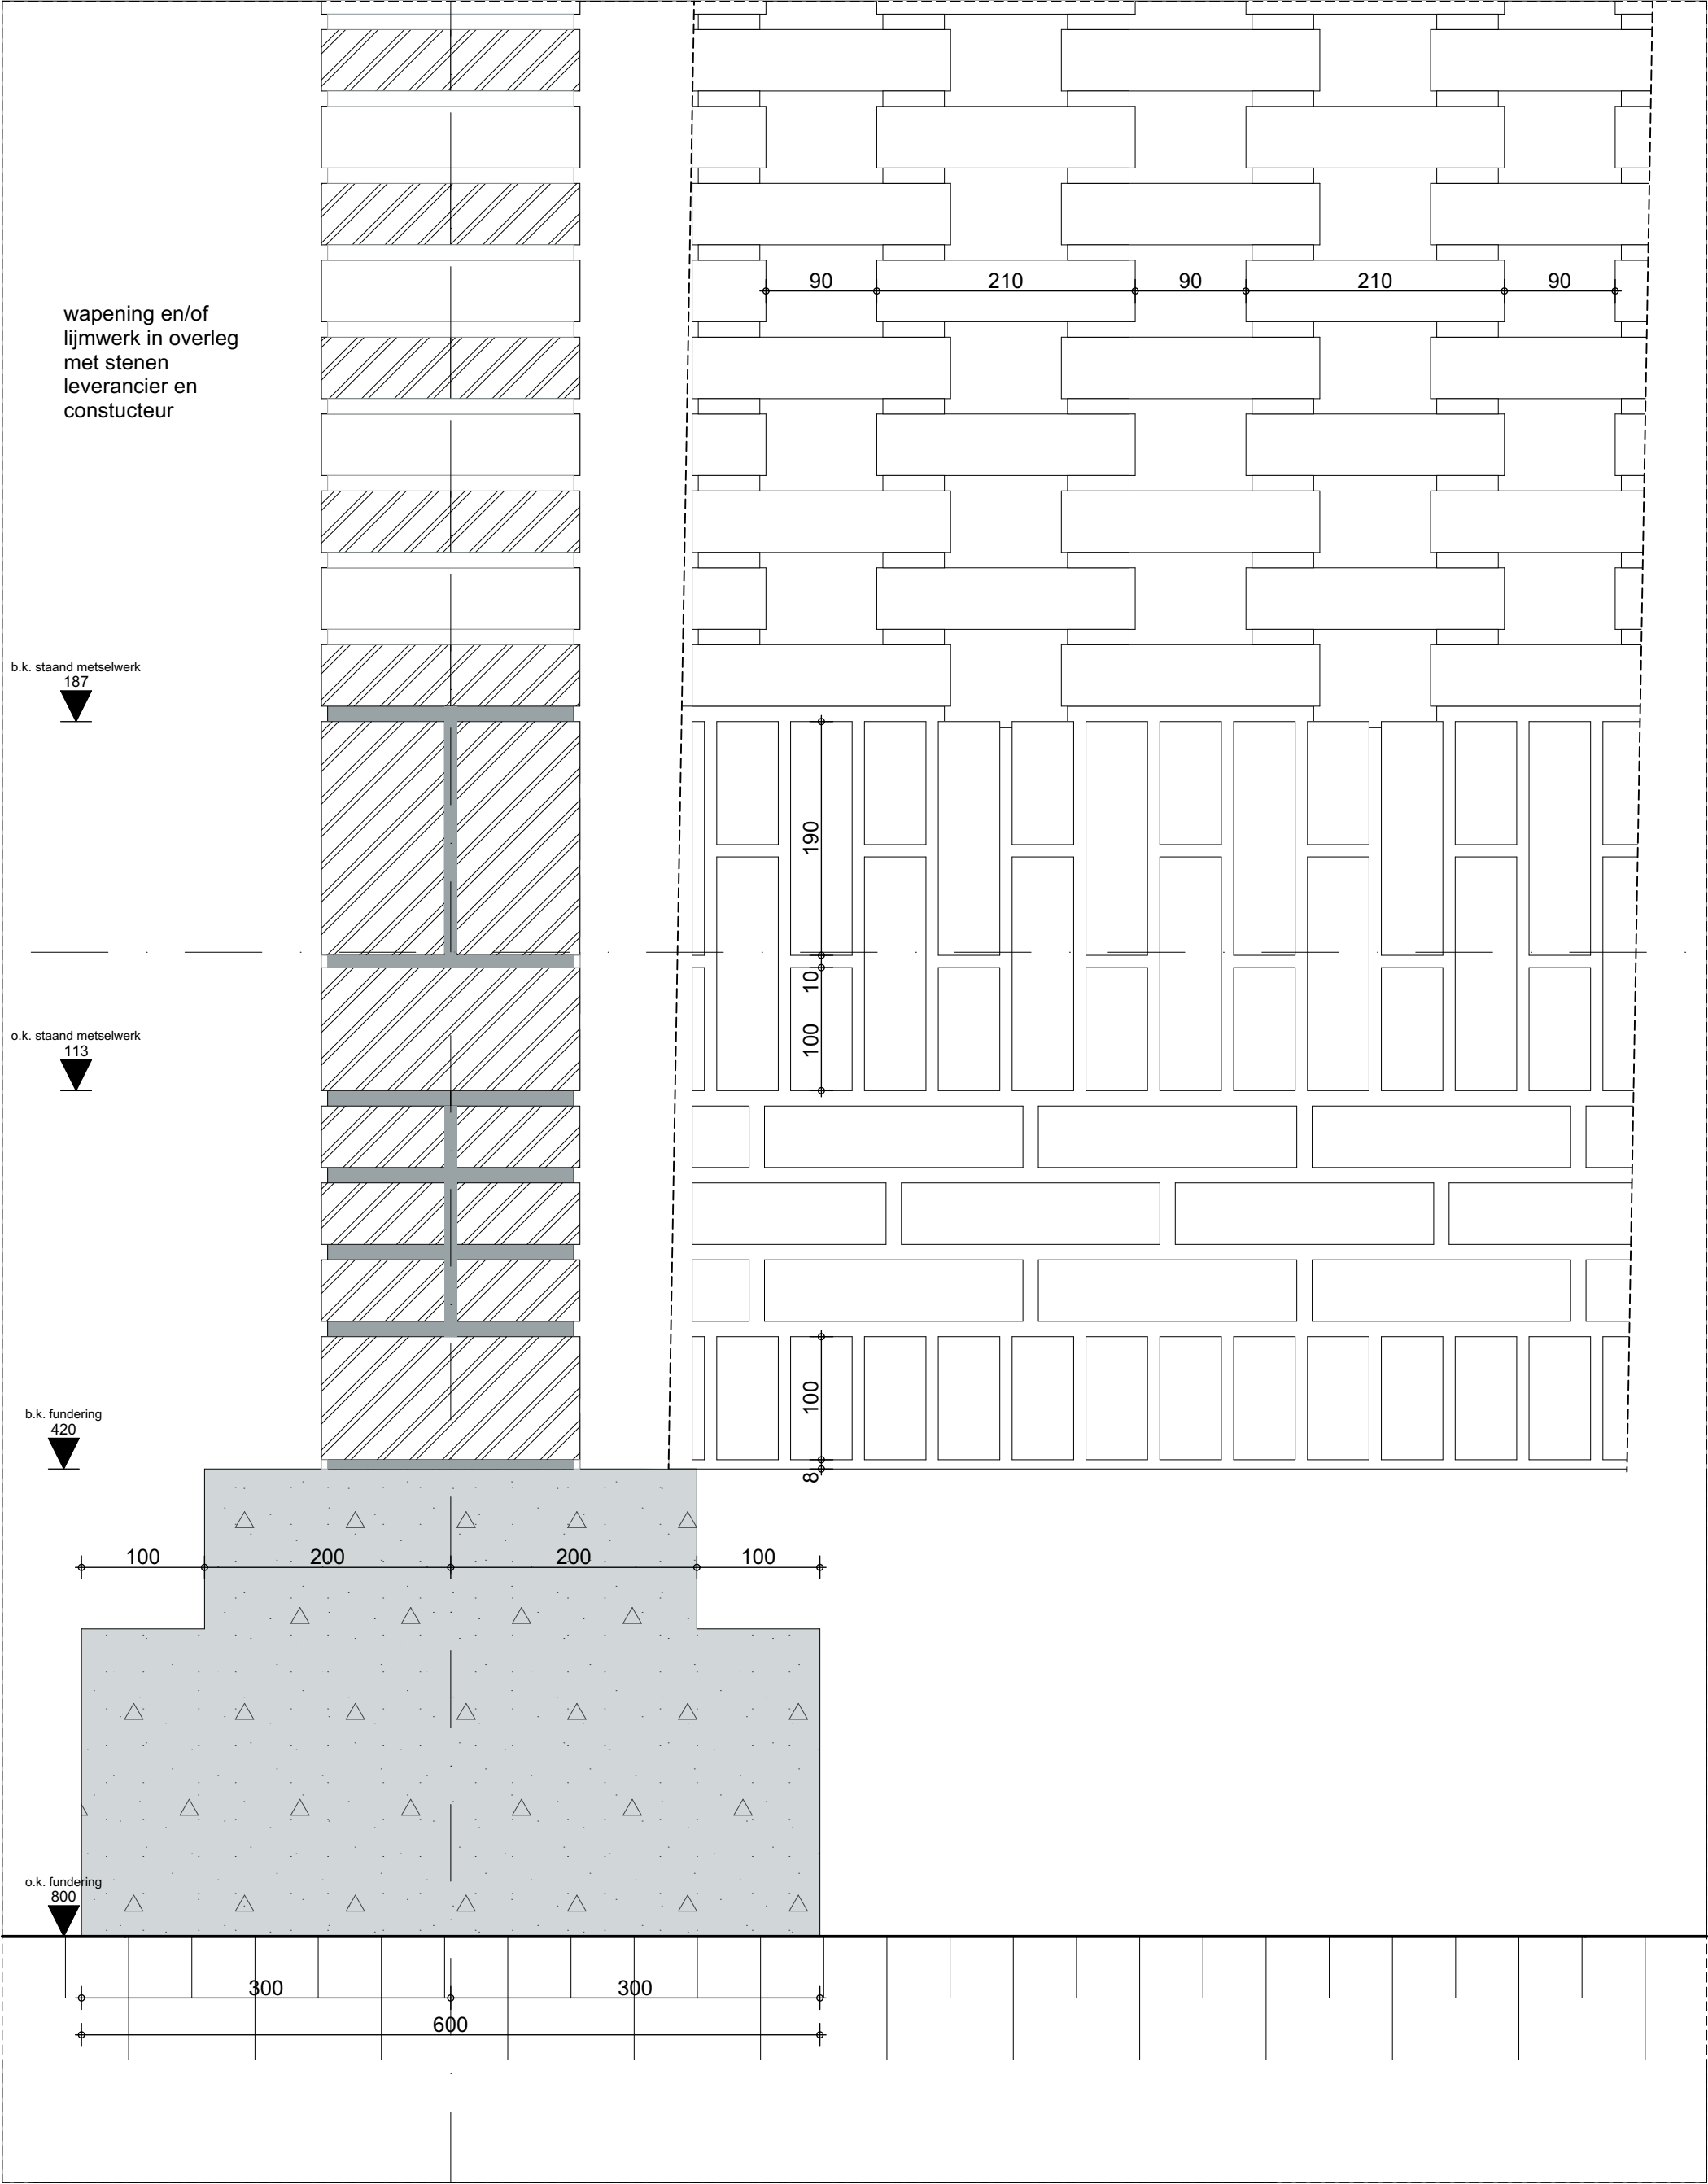 90 210 90 210 90
wapening en/of
lijmwerk in overleg
met stenen
leverancier en
constucteur
b.k. staand metselwerk
187
190
10
o.k. staand metselwerk
113
100
b.k. fundering
420
100
8
100 200 200 100
o.k. fundering
800
300 300
600